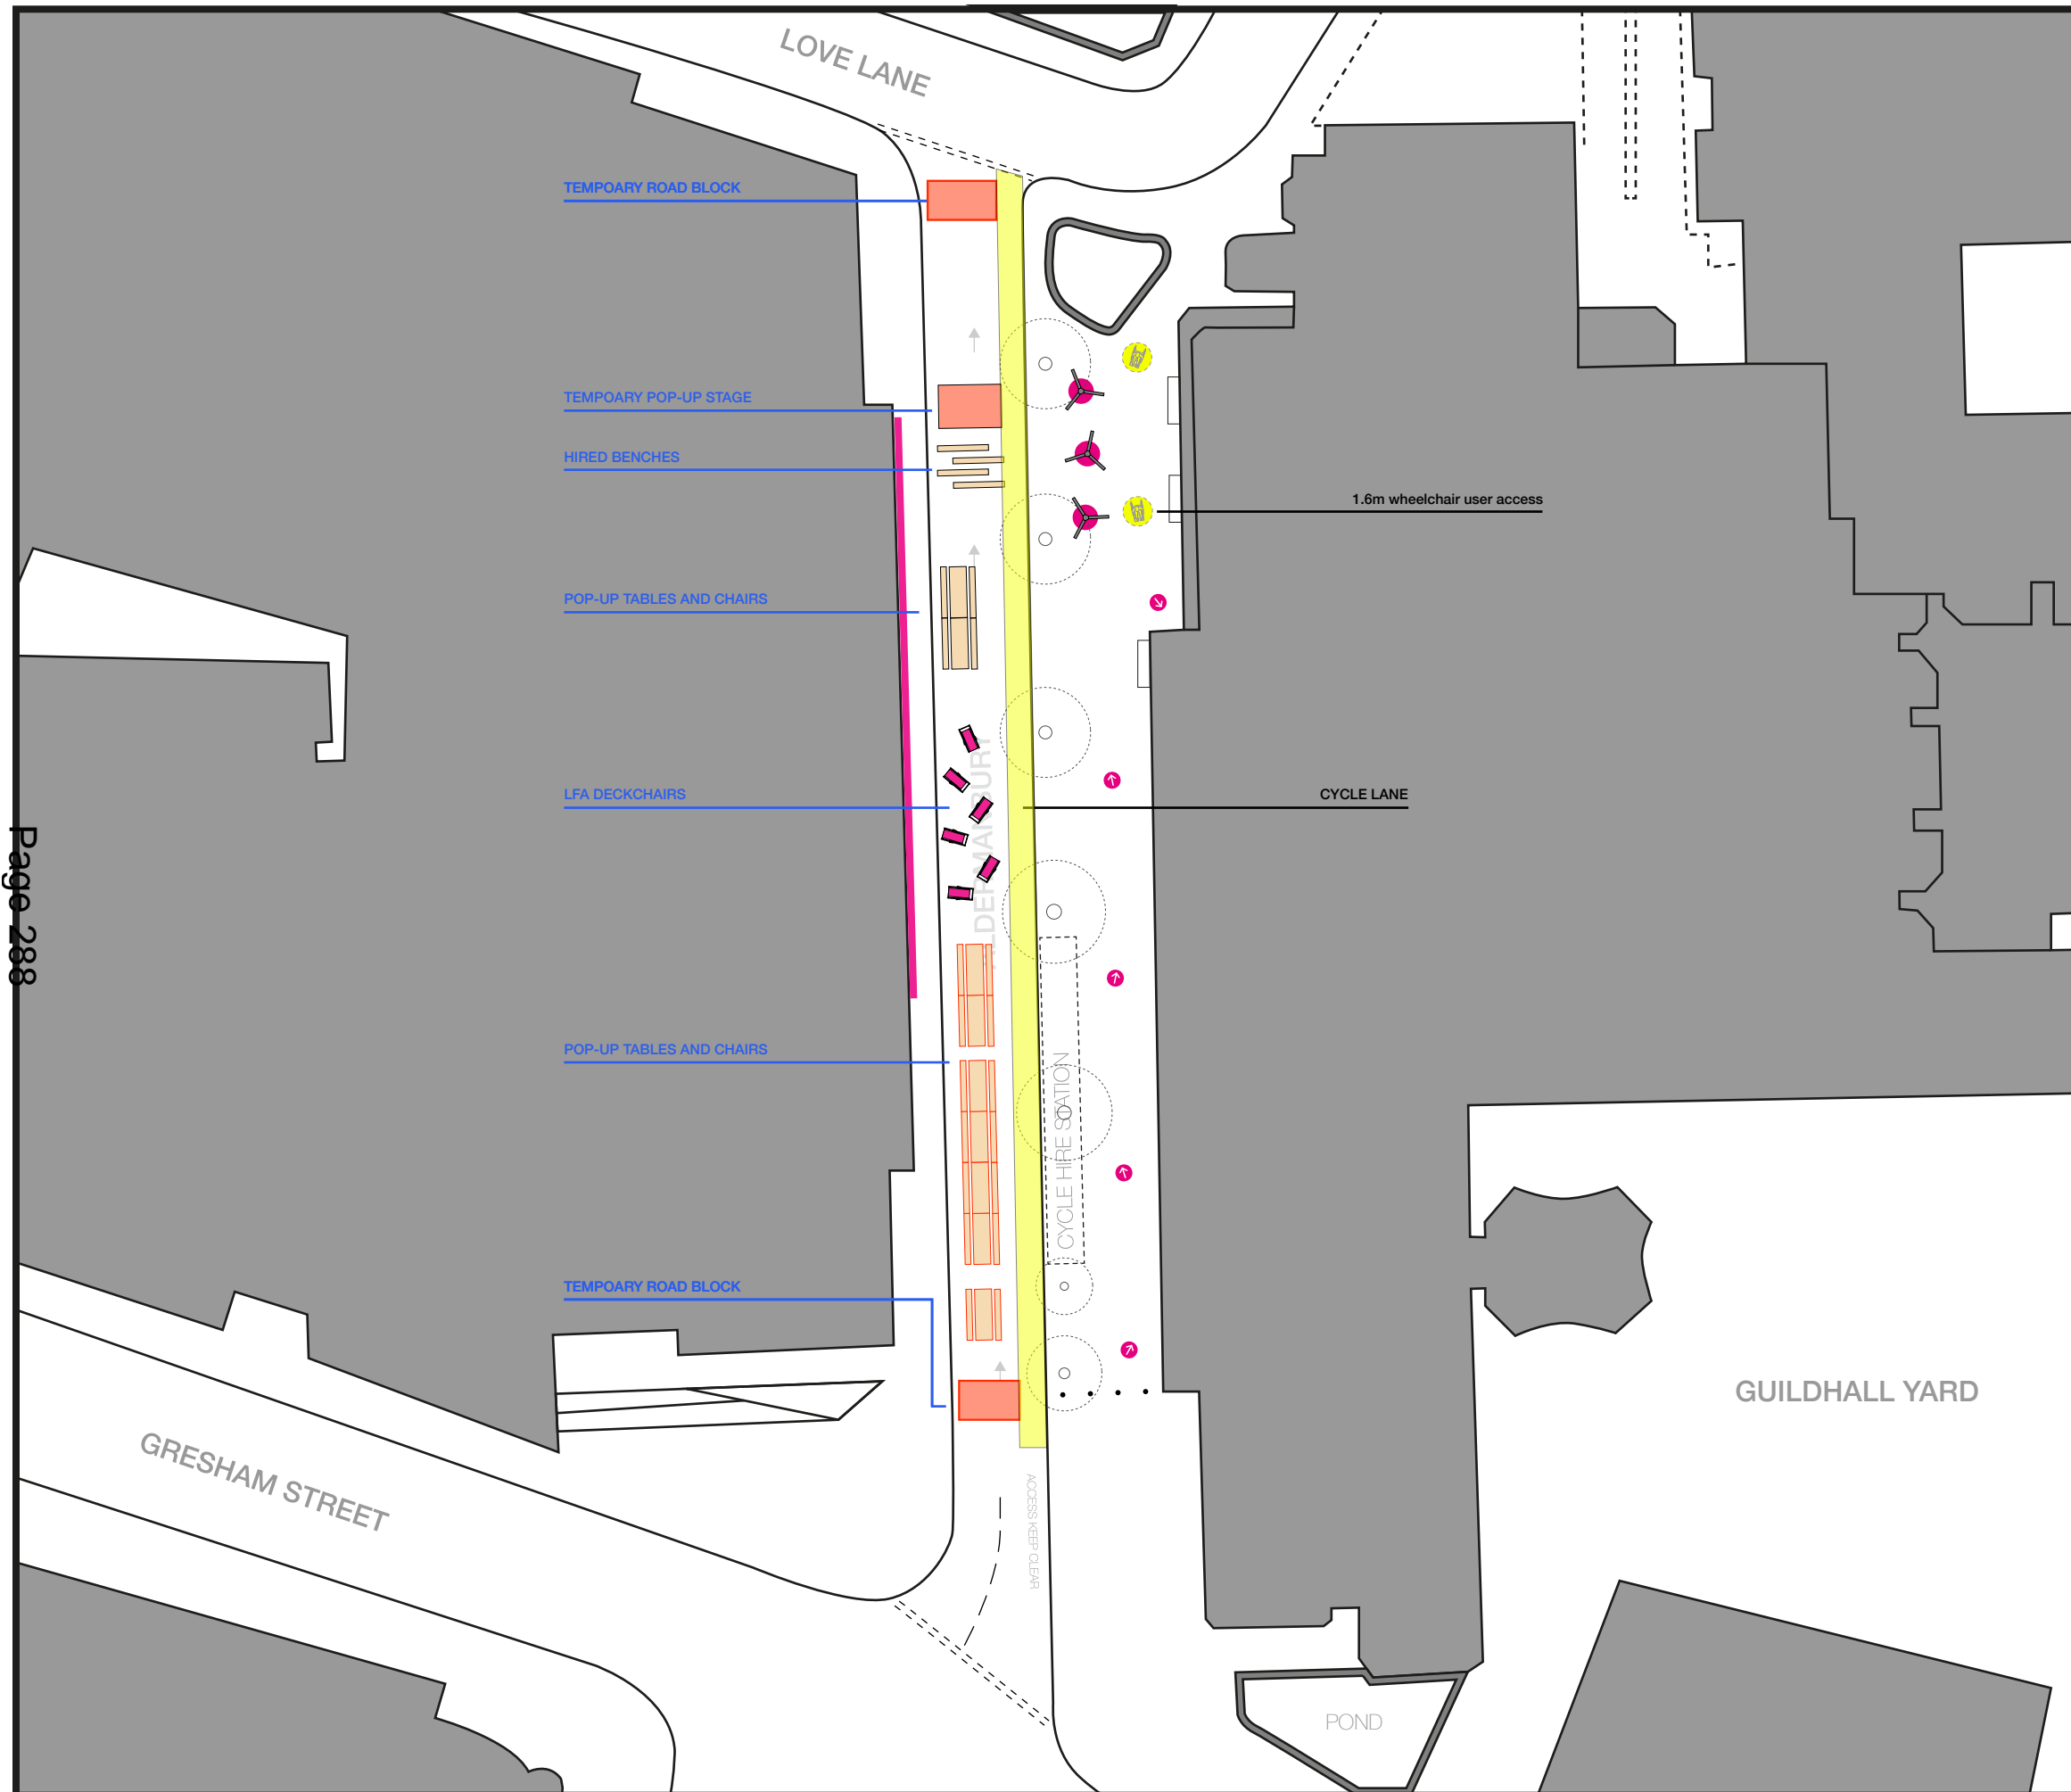 LOVE LANE
TEMPOARY ROAD BLOCK
TEMPOARY POP-UP STAGE
HIRED BENCHES
1.6m wheelchair user access
POP-UP TABLES AND CHAIRS
LFA DECKCHAIRS
CYCLE LANE
ALDERMANBURY
Page 288
POP-UP TABLES AND CHAIRS
CYCLE HIRE STATION
TEMPOARY ROAD BLOCK
GUILDHALL YARD
GRESHAM STREET
ACCESS KEEP CLEAR
POND